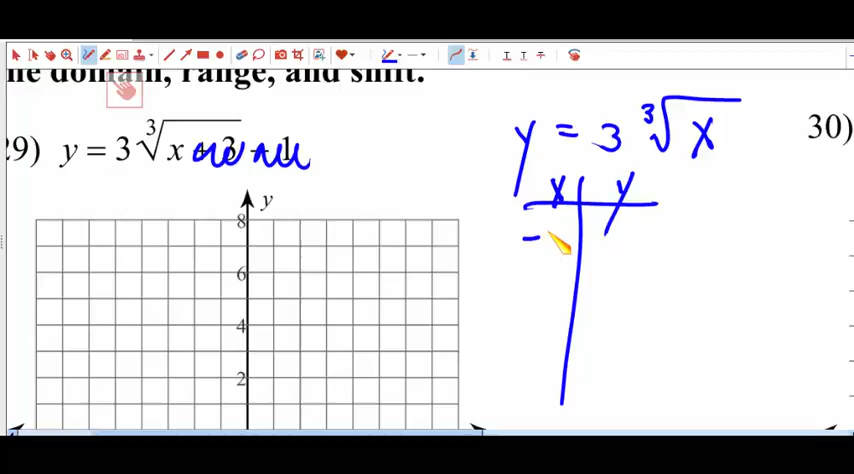 he domain, range, and shift.
29) y = 3∛x + 3 − 1
y
8
6
4
2
y = 3 ∛x
x y
−
30)